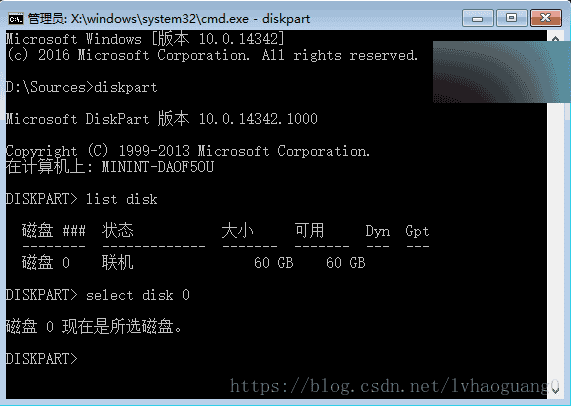 管理员: X:\windows\system32\cmd.exe - diskpart
Microsoft Windows [版本 10.0.14342]
(c) 2016 Microsoft Corporation. All rights reserved.
D:\Sources>diskpart
Microsoft DiskPart 版本 10.0.14342.1000
Copyright (C) 1999-2013 Microsoft Corporation.
在计算机上: MININT-DAOF5OU
DISKPART> list disk
磁盘 ### 状态 大小 可用 Dyn Gpt
-------- ------------- ------- ------- --- ---
磁盘 0 联机 60 GB 60 GB
DISKPART> select disk 0
磁盘 0 现在是所选磁盘。
DISKPART>
https://blog.csdn.net/lvhaoguang0